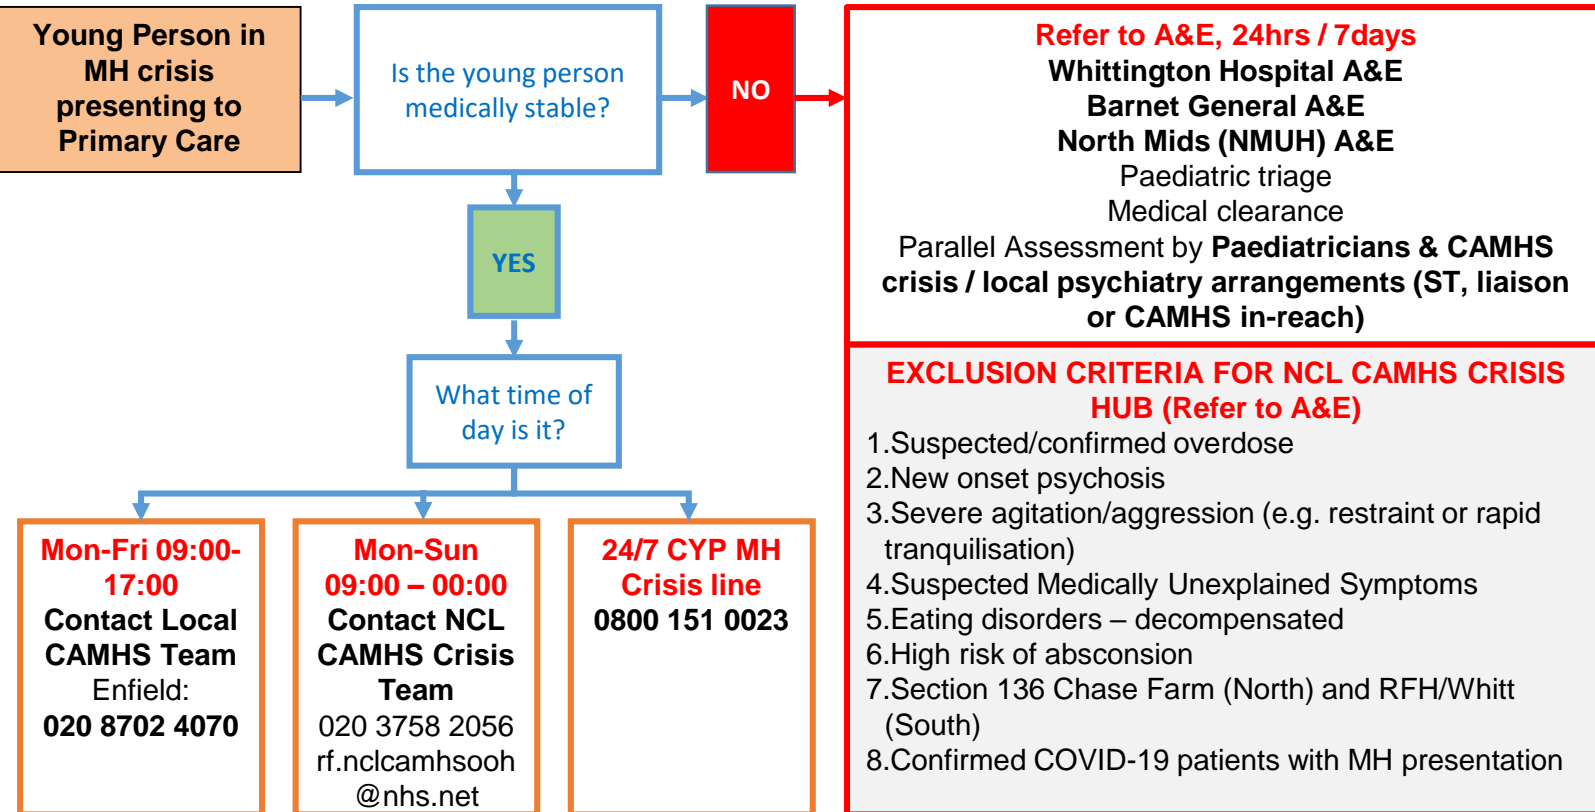 Young Person in
MH crisis
presenting to
Primary Care
Is the young person
medically stable?
NO
YES
What time of
day is it?
Mon-Fri 09:00-
17:00
Contact Local
CAMHS Team
Enfield:
020 8702 4070
Mon-Sun
09:00 – 00:00
Contact NCL
CAMHS Crisis
Team
020 3758 2056
rf.nclcamhsooh
@nhs.net
24/7 CYP MH
Crisis line
0800 151 0023
Refer to A&E, 24hrs / 7days
Whittington Hospital A&E
Barnet General A&E
North Mids (NMUH) A&E
Paediatric triage
Medical clearance
Parallel Assessment by Paediatricians & CAMHS
crisis / local psychiatry arrangements (ST, liaison
or CAMHS in-reach)
EXCLUSION CRITERIA FOR NCL CAMHS CRISIS
HUB (Refer to A&E)
1.Suspected/confirmed overdose
2.New onset psychosis
3.Severe agitation/aggression (e.g. restraint or rapid
tranquilisation)
4.Suspected Medically Unexplained Symptoms
5.Eating disorders – decompensated
6.High risk of absconsion
7.Section 136 Chase Farm (North) and RFH/Whitt
(South)
8.Confirmed COVID-19 patients with MH presentation